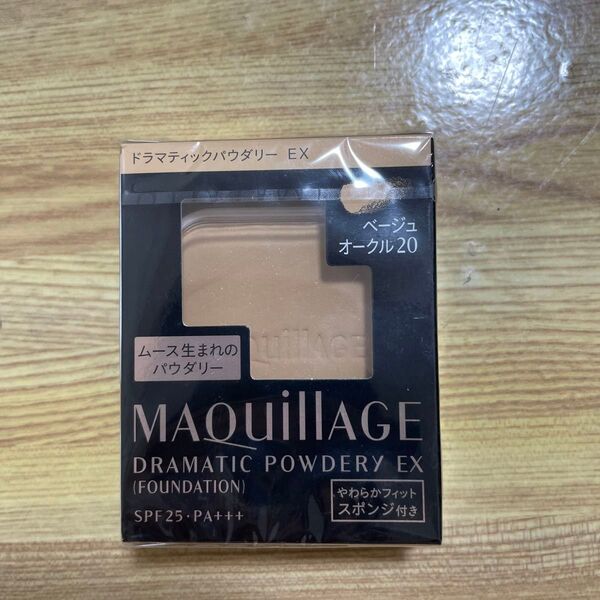 ドラマティックパウダリー EX
ベージュ
オークル20
QuillAGE
ムース生まれの
パウダリー
MAQuillAGE
DRAMATIC POWDERY EX
(FOUNDATION)
SPF25・PA+++
やわらかフィット
スポンジ付き